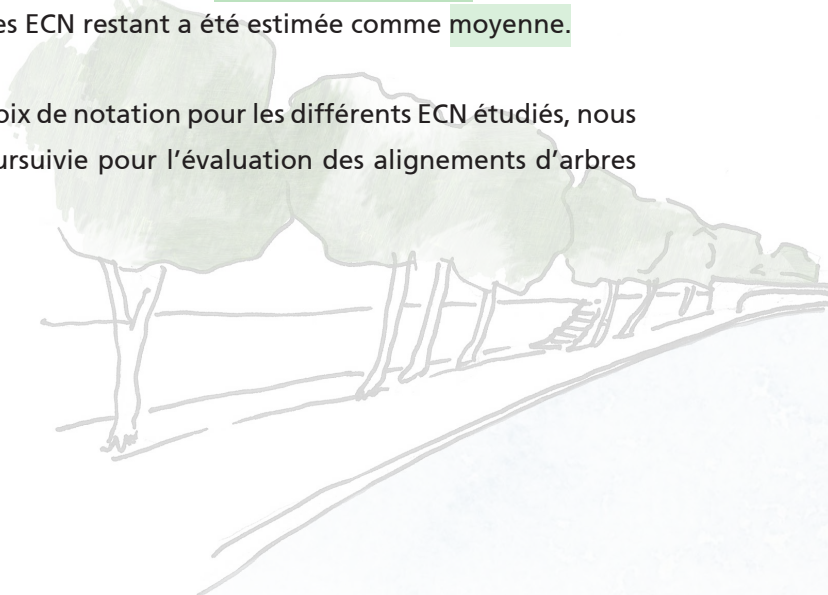 es ECN restant a été estimée comme moyenne.
oix de notation pour les différents ECN étudiés, nous
ursuivie pour l’évaluation des alignements d’arbres